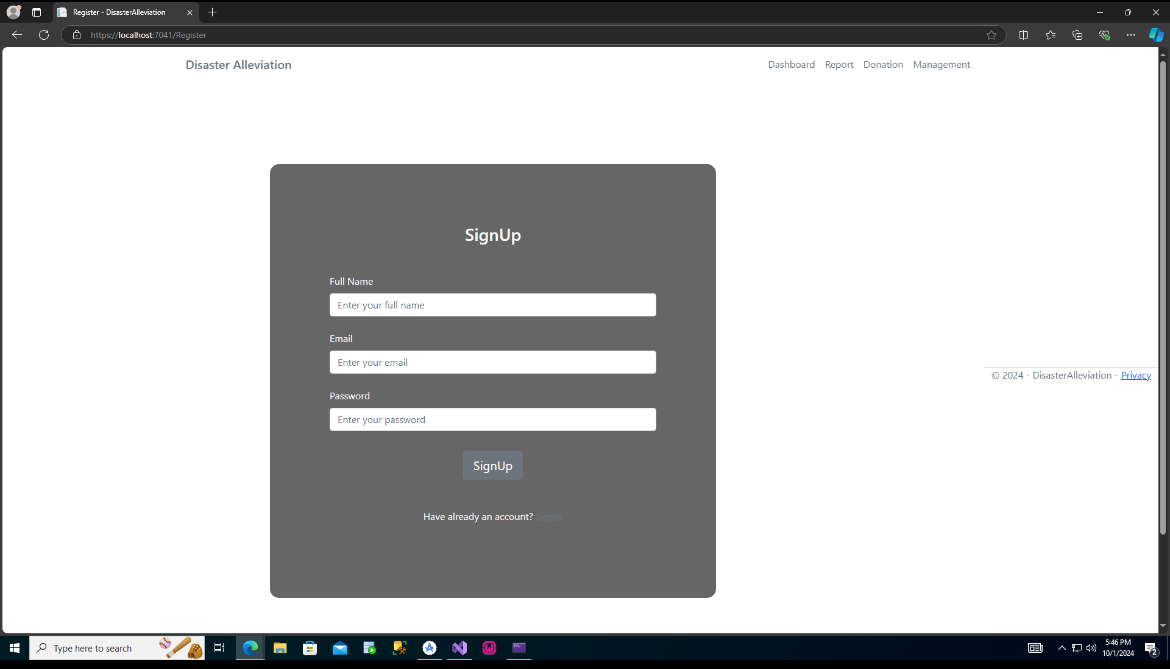 Register - DisasterAlleviation
https://localhost:7041/Register
Disaster Alleviation
Dashboard Report Donation Management
SignUp
Full Name
Enter your full name
Email
Enter your email
© 2024 - DisasterAlleviation - Privacy
Password
Enter your password
SignUp
Have already an account? SignIn
Type here to search
5:46 PM
10/1/2024
2